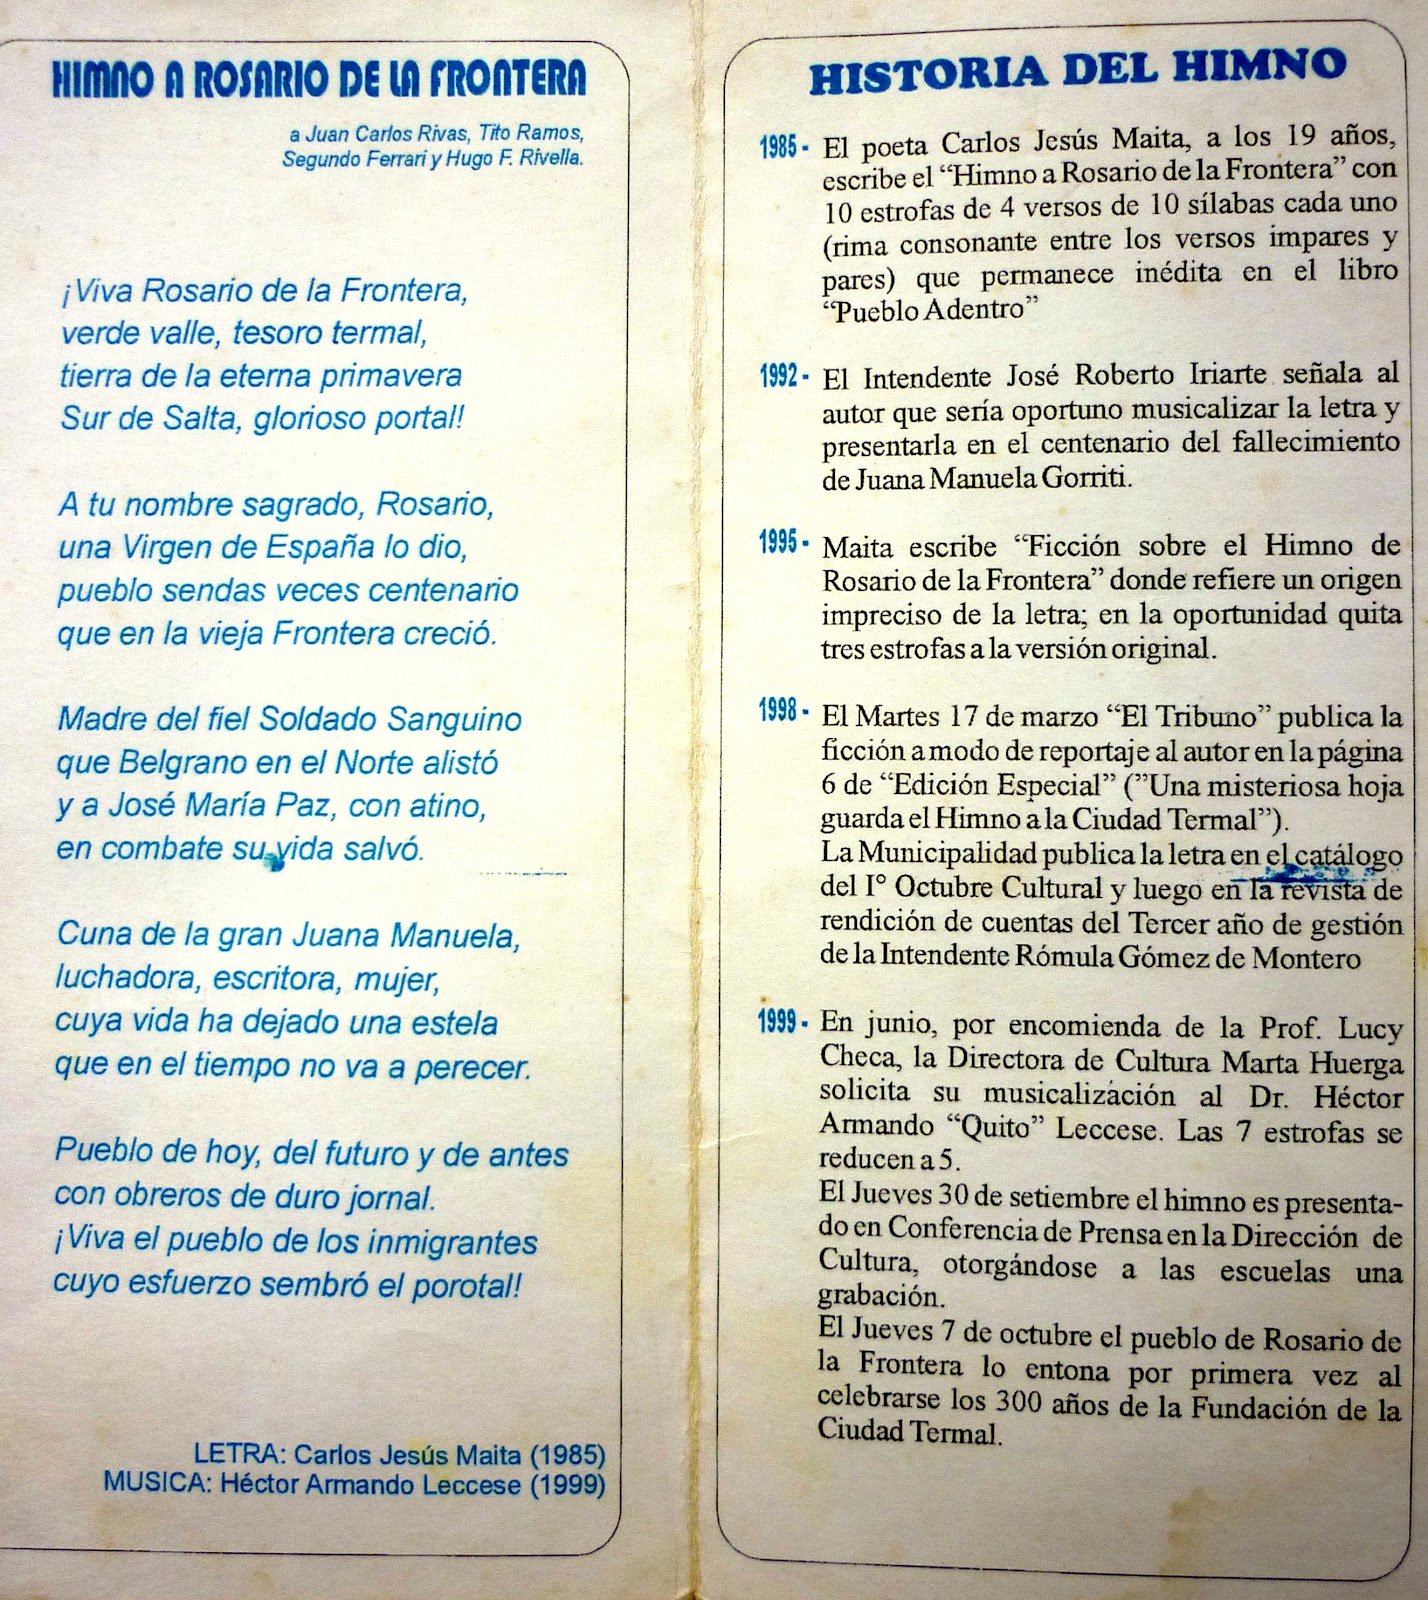 HIMNO A ROSARIO DE LA FRONTERA
a Juan Carlos Rivas, Tito Ramos,
Segundo Ferrari y Hugo F. Rivella.
¡Viva Rosario de la Frontera,
verde valle, tesoro termal,
tierra de la eterna primavera
Sur de Salta, glorioso portal!
A tu nombre sagrado, Rosario,
una Virgen de España lo dio,
pueblo sendas veces centenario
que en la vieja Frontera creció.
Madre del fiel Soldado Sanguino
que Belgrano en el Norte alistó
y a José María Paz, con atino,
en combate su vida salvó.
Cuna de la gran Juana Manuela,
luchadora, escritora, mujer,
cuya vida ha dejado una estela
que en el tiempo no va a perecer.
Pueblo de hoy, del futuro y de antes
con obreros de duro jornal.
¡Viva el pueblo de los inmigrantes
cuyo esfuerzo sembró el porotal!
LETRA: Carlos Jesús Maita (1985)
MUSICA: Héctor Armando Leccese (1999)
HISTORIA DEL HIMNO
1985- El poeta Carlos Jesús Maita, a los 19 años,
escribe el “Himno a Rosario de la Frontera” con
10 estrofas de 4 versos de 10 sílabas cada uno
(rima consonante entre los versos impares y
pares) que permanece inédita en el libro
“Pueblo Adentro”
1992- El Intendente José Roberto Iriarte señala al
autor que sería oportuno musicalizar la letra y
presentarla en el centenario del fallecimiento
de Juana Manuela Gorriti.
1995- Maita escribe “Ficción sobre el Himno de
Rosario de la Frontera” donde refiere un origen
impreciso de la letra; en la oportunidad quita
tres estrofas a la versión original.
1998- El Martes 17 de marzo “El Tribuno” publica la
ficción a modo de reportaje al autor en la página
6 de “Edición Especial” (”Una misteriosa hoja
guarda el Himno a la Ciudad Termal”).
La Municipalidad publica la letra en el catálogo
del I° Octubre Cultural y luego en la revista de
rendición de cuentas del Tercer año de gestión
de la Intendente Rómula Gómez de Montero
1999- En junio, por encomienda de la Prof. Lucy
Checa, la Directora de Cultura Marta Huerga
solicita su musicalización al Dr. Héctor
Armando “Quito” Leccese. Las 7 estrofas se
reducen a 5.
El Jueves 30 de setiembre el himno es presenta-
do en Conferencia de Prensa en la Dirección de
Cultura, otorgándose a las escuelas una
grabación.
El Jueves 7 de octubre el pueblo de Rosario de
la Frontera lo entona por primera vez al
celebrarse los 300 años de la Fundación de la
Ciudad Termal.